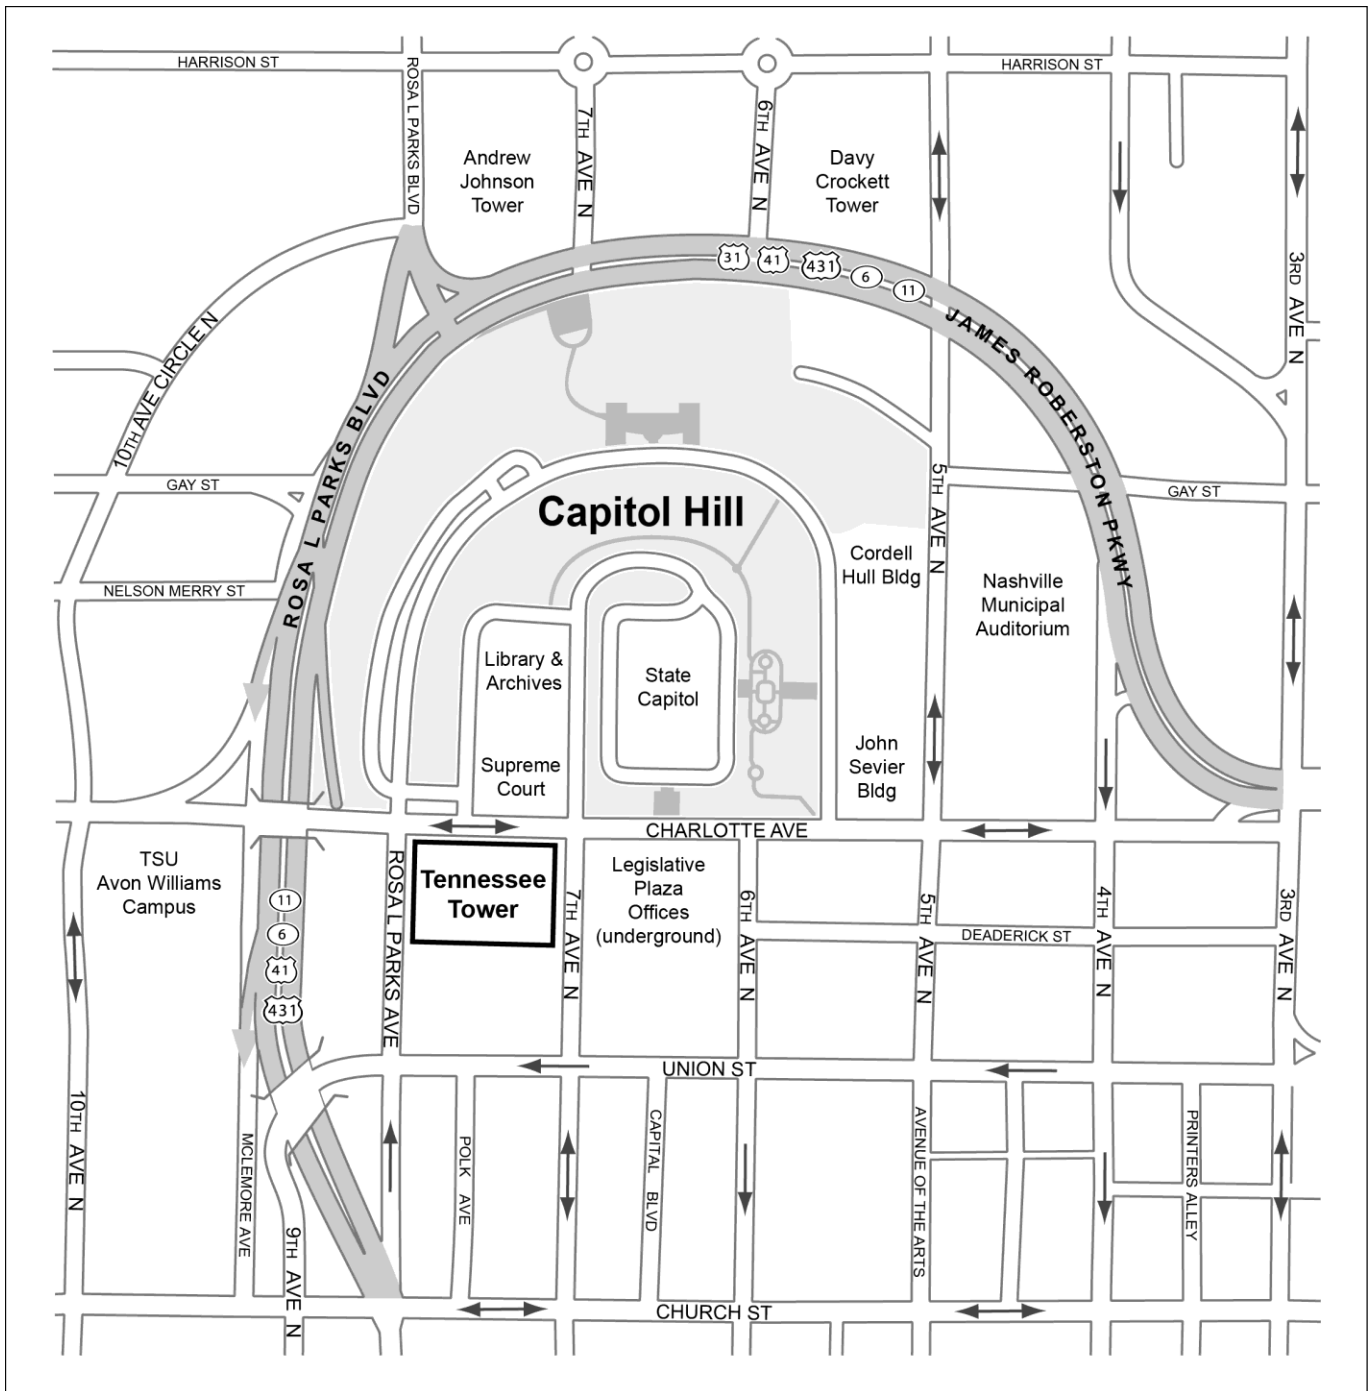 HARRISON ST
HARRISON ST
ROSA L PARKS BLVD
7TH AVE N
6TH AVE N
Andrew
Johnson
Tower
Davy
Crockett
Tower
31
41
431
6
11
3RD AVE N
JAMES ROBERSTON PKWY
10TH AVE CIRCLE N
ROSA L PARKS BLVD
GAY ST
5TH AVE N
GAY ST
Capitol Hill
Cordell
Hull Bldg
NELSON MERRY ST
Nashville
Municipal
Auditorium
Library &
Archives
State
Capitol
Supreme
Court
John
Sevier
Bldg
CHARLOTTE AVE
TSU
Avon Williams
Campus
ROSA L PARKS AVE
Tennessee
Tower
7TH AVE N
Legislative
Plaza
Offices
(underground)
6TH AVE N
5TH AVE N
4TH AVE N
3RD AVE N
DEADERICK ST
11
6
41
431
UNION ST
10TH AVE N
MCLEMORE AVE
9TH AVE N
POLK AVE
CAPITAL BLVD
AVENUE OF THE ARTS
PRINTERS ALLEY
CHURCH ST